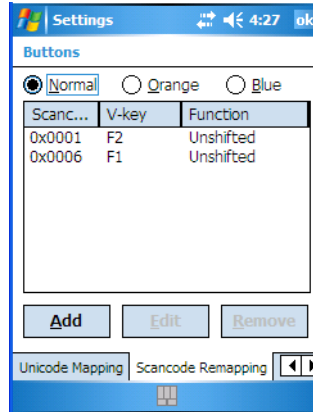 Settings 4:27 ok
Buttons
Normal Orange Blue
Scanc... V-key Function
0x0001 F2 Unshifted
0x0006 F1 Unshifted
Add Edit Remove
Unicode Mapping Scancode Remapping